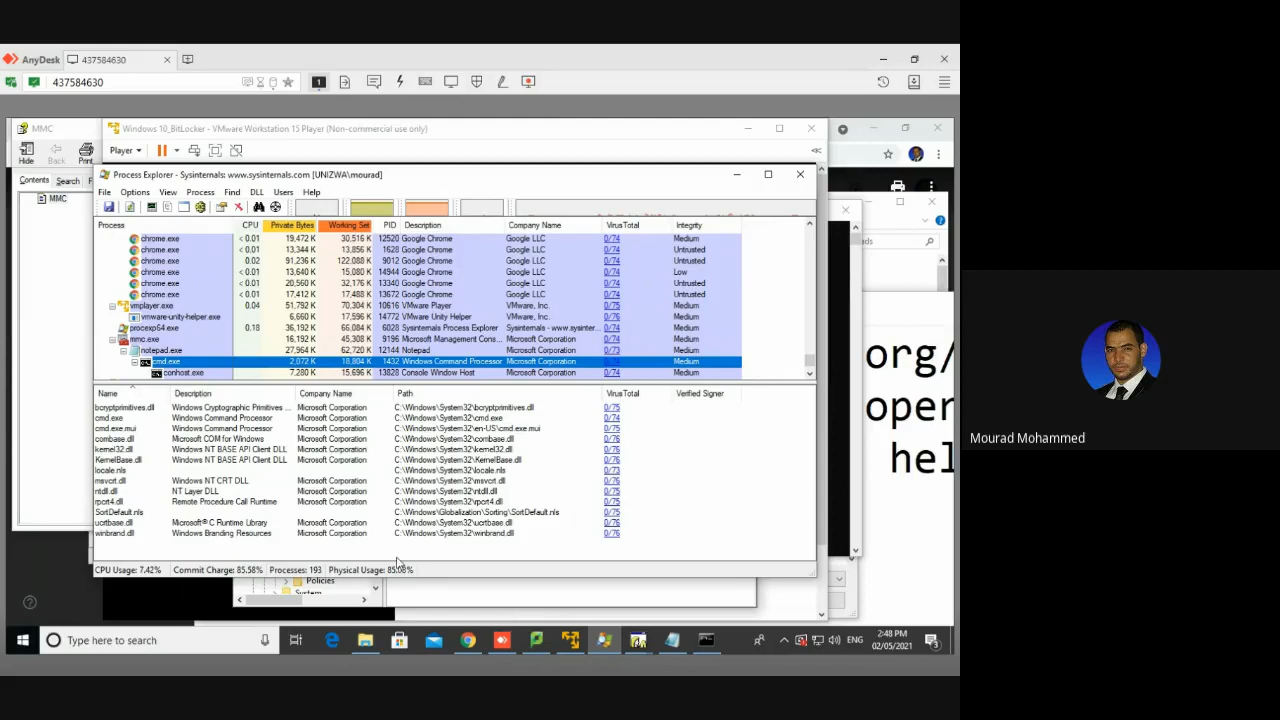 AnyDesk
437584630
437584630
1
MMC
Windows 10_BitLocker - VMware Workstation 15 Player (Non-commercial use only)
Hide Back Print
Player
Contents Search
MMC
Process Explorer - Sysinternals: www.sysinternals.com [UNIZWA\mourad]
File Options View Process Find DLL Users Help
Process CPU Private Bytes Working Set PID Description Company Name VirusTotal Integrity
chrome.exe < 0.01 19,472 K 30,516 K 12520 Google Chrome Google LLC 0/74 Medium
chrome.exe < 0.01 13,344 K 13,856 K 1628 Google Chrome Google LLC 0/74 Untrusted
chrome.exe 0.02 91,236 K 122,088 K 9012 Google Chrome Google LLC 0/74 Untrusted
chrome.exe < 0.01 13,640 K 15,080 K 14944 Google Chrome Google LLC 0/74 Low
chrome.exe < 0.01 20,560 K 32,176 K 13340 Google Chrome Google LLC 0/74 Untrusted
chrome.exe < 0.01 17,412 K 17,488 K 13672 Google Chrome Google LLC 0/74 Untrusted
vmplayer.exe 0.04 51,792 K 70,304 K 10616 VMware Player VMware, Inc. 0/75 Medium
vmware-unity-helper.exe 6,660 K 17,596 K 14772 VMware Unity Helper VMware, Inc. 0/76 Medium
procexp64.exe 0.18 36,192 K 66,084 K 6028 Sysinternals Process Explorer Sysinternals - www.sysinter... 0/74 Medium
mmc.exe 16,192 K 45,308 K 9196 Microsoft Management Cons... Microsoft Corporation 0/74 Medium
notepad.exe 27,964 K 62,720 K 12144 Notepad Microsoft Corporation 0/73 Medium
cmd.exe 2,072 K 18,804 K 1432 Windows Command Processor Microsoft Corporation Medium
conhost.exe 7,280 K 15,696 K 13828 Console Window Host Microsoft Corporation 0/74 Medium
Name Description Company Name Path VirusTotal Verified Signer
bcryptprimitives.dll Windows Cryptographic Primitives ... Microsoft Corporation C:\Windows\System32\bcryptprimitives.dll 0/75
cmd.exe Windows Command Processor Microsoft Corporation C:\Windows\System32\cmd.exe 0/74
cmd.exe.mui Windows Command Processor Microsoft Corporation C:\Windows\System32\en-US\cmd.exe.mui 0/75
combase.dll Microsoft COM for Windows Microsoft Corporation C:\Windows\System32\combase.dll 0/76
kernel32.dll Windows NT BASE API Client DLL Microsoft Corporation C:\Windows\System32\kernel32.dll 0/76
KernelBase.dll Windows NT BASE API Client DLL Microsoft Corporation C:\Windows\System32\KernelBase.dll 0/76
locale.nls C:\Windows\System32\locale.nls 0/73
msvcrt.dll Windows NT CRT DLL Microsoft Corporation C:\Windows\System32\msvcrt.dll 0/76
ntdll.dll NT Layer DLL Microsoft Corporation C:\Windows\System32\ntdll.dll 0/75
rpcrt4.dll Remote Procedure Call Runtime Microsoft Corporation C:\Windows\System32\rpcrt4.dll 0/75
SortDefault.nls C:\Windows\Globalization\Sorting\SortDefault.nls 0/75
ucrtbase.dll Microsoft® C Runtime Library Microsoft Corporation C:\Windows\System32\ucrtbase.dll 0/76
winbrand.dll Windows Branding Resources Microsoft Corporation C:\Windows\System32\winbrand.dll 0/76
CPU Usage: 7.42% Commit Charge: 85.58% Processes: 193 Physical Usage: 85.08%
Policies
System
ads
org/
oper
hel
Mourad Mohammed
Type here to search
ENG
2:48 PM
02/05/2021
3